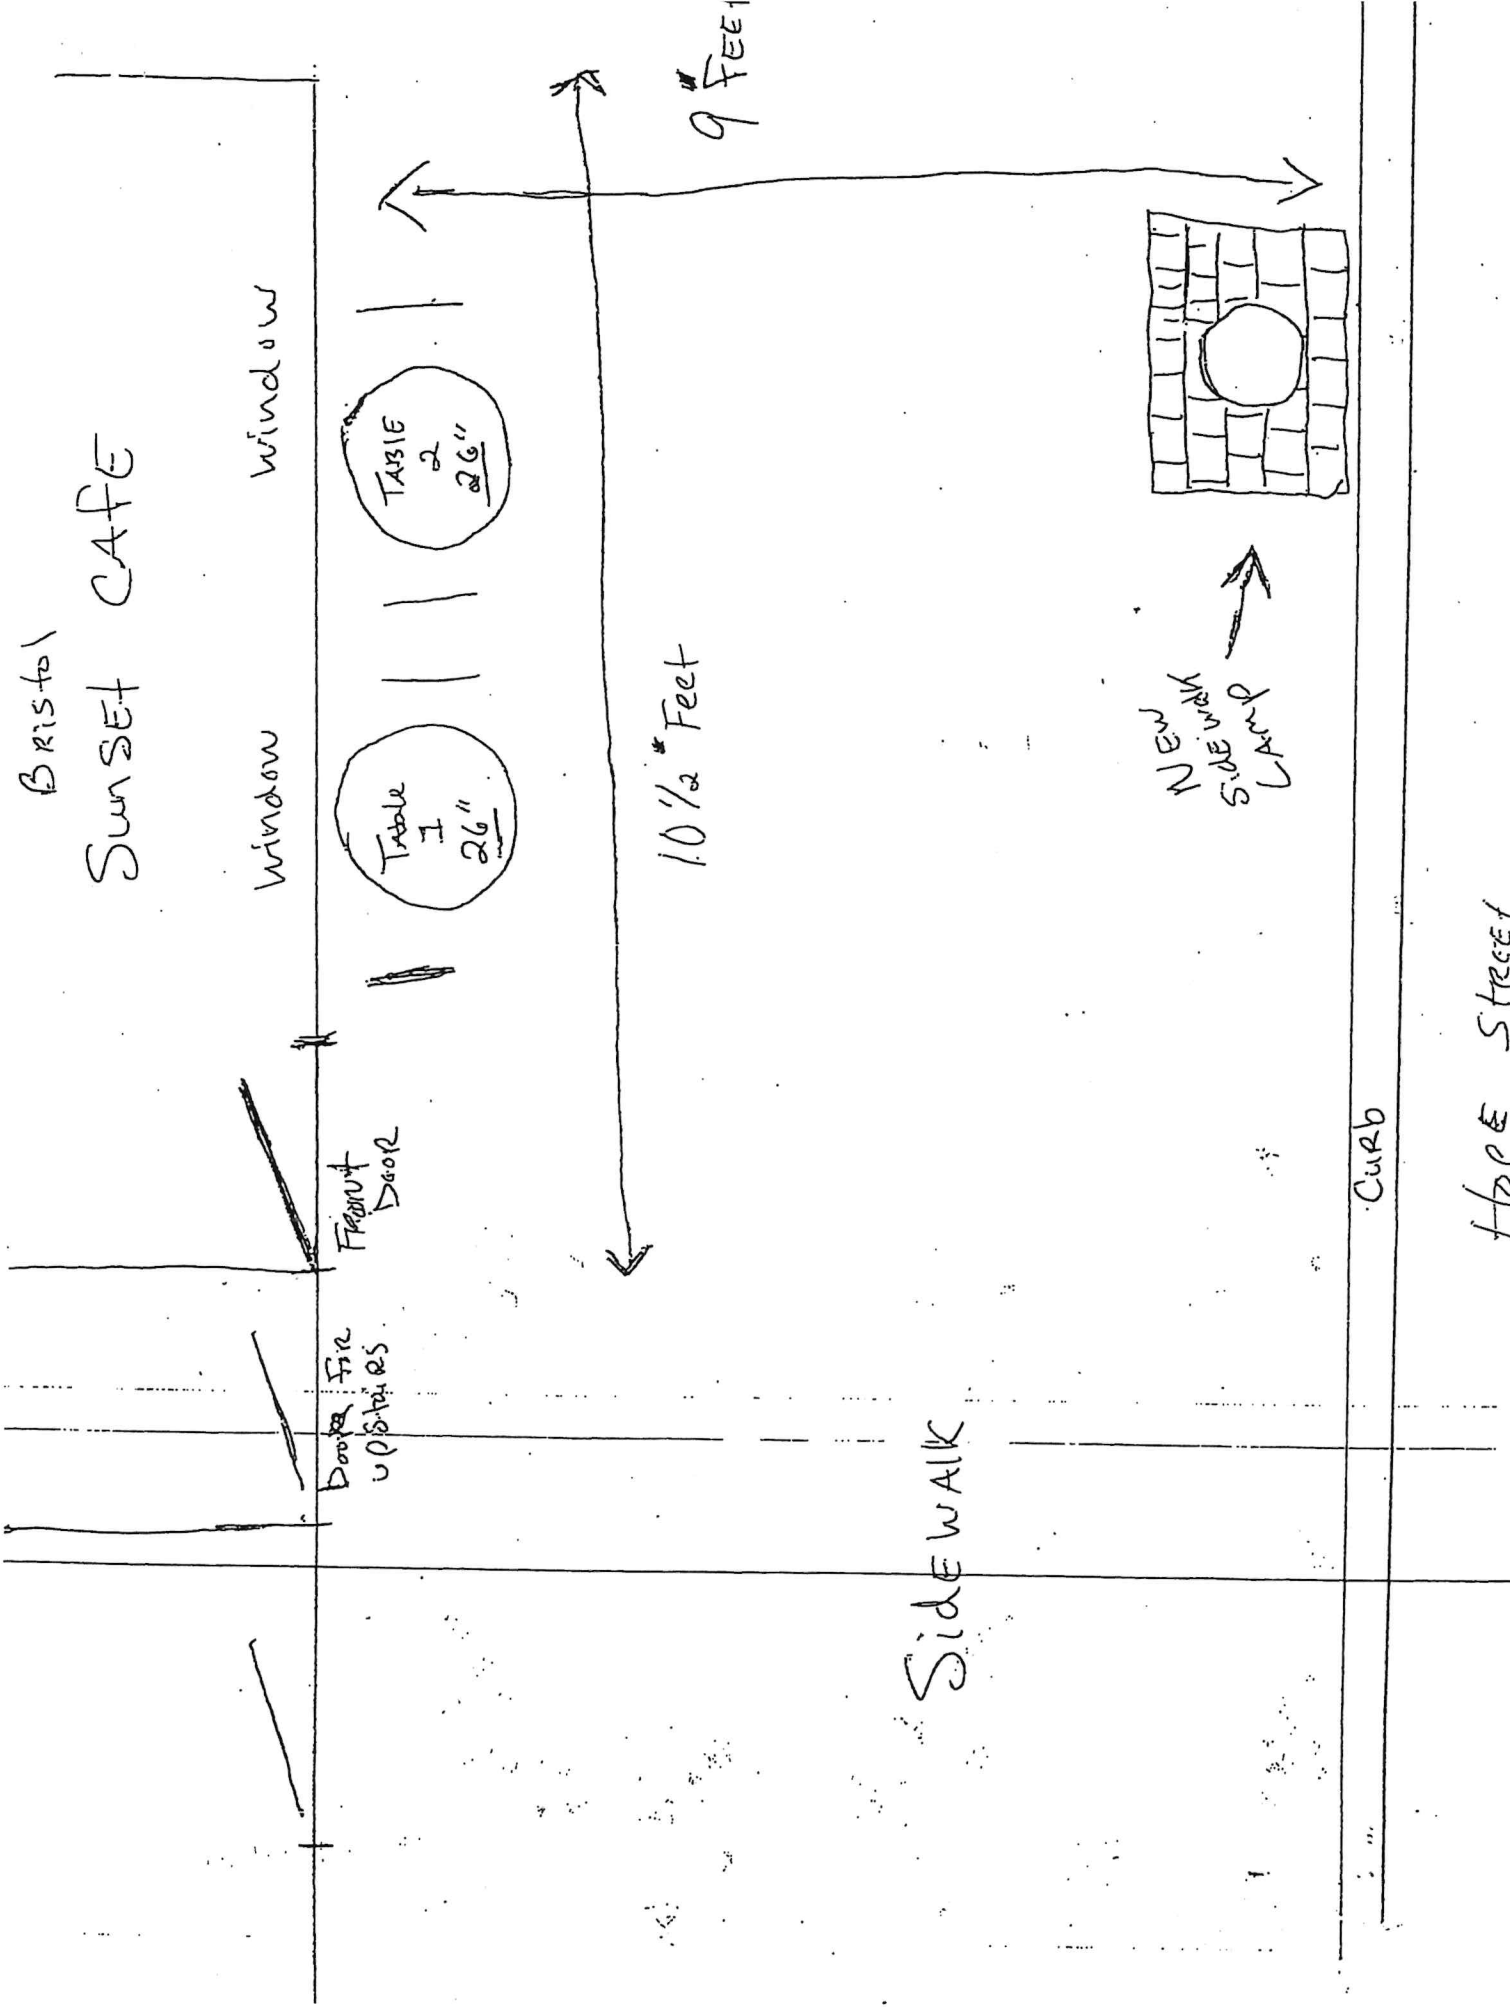 BRistol
SunSEt CAFE
window
window
Table
1
26"
TABlE
2
26"
FRont
DooR
DooR FoR
upstaiRs
10 1/2 " Feet
9 " FEEt
NEW
SidEwalk
LAmp
SidEwAlk
CuRb
HopE StREEt